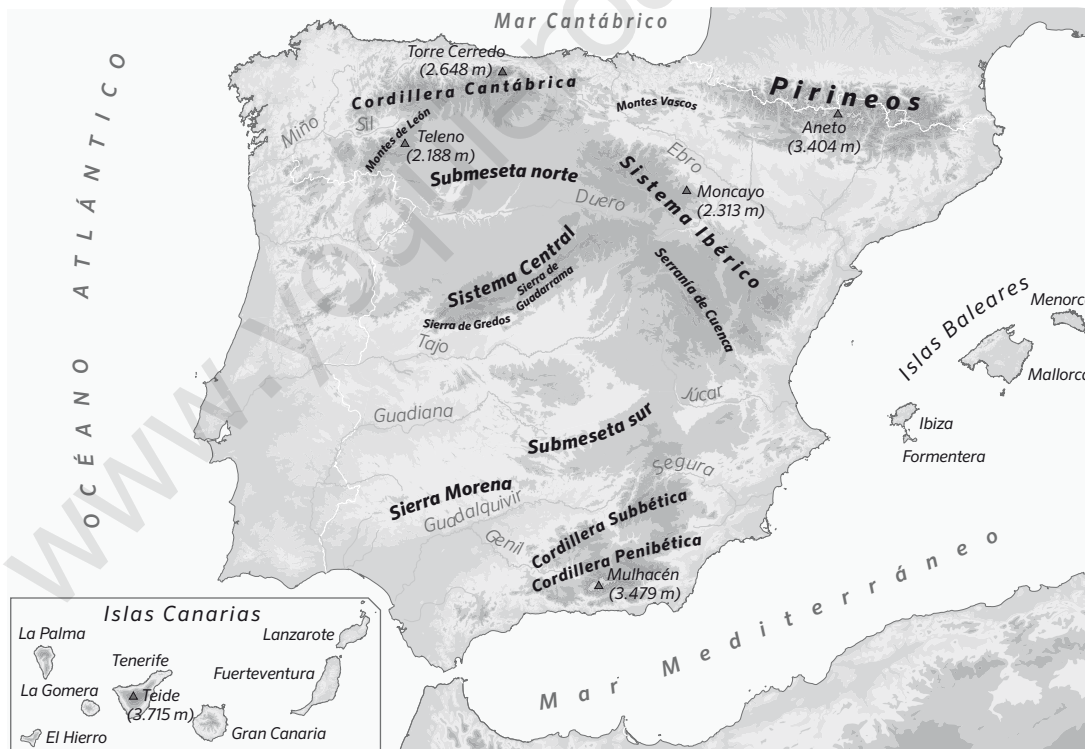 Mar Cantábrico
OCÉANO ATLÁNTICO
Torre Cerredo
(2.648 m)
Cordillera Cantábrica
Pirineos
Montes Vascos
Aneto
(3.404 m)
Miño
Sil
Montes de León
Teleno
(2.188 m)
Ebro
Submeseta norte
Sistema Ibérico
Moncayo
(2.313 m)
Duero
Sistema Central
Sierra de
Guadarrama
Serranía de Cuenca
Sierra de Gredos
Tajo
Islas Baleares
Menorca
Mallorca
Ibiza
Formentera
Júcar
Guadiana
Submeseta sur
Segura
Sierra Morena
Guadalquivir
Genil
Cordillera Subbética
Cordillera Penibética
Mulhacén
(3.479 m)
Mar Mediterráneo
Islas Canarias
La Palma
Lanzarote
Tenerife
Fuerteventura
La Gomera
Teide
(3.715 m)
El Hierro
Gran Canaria